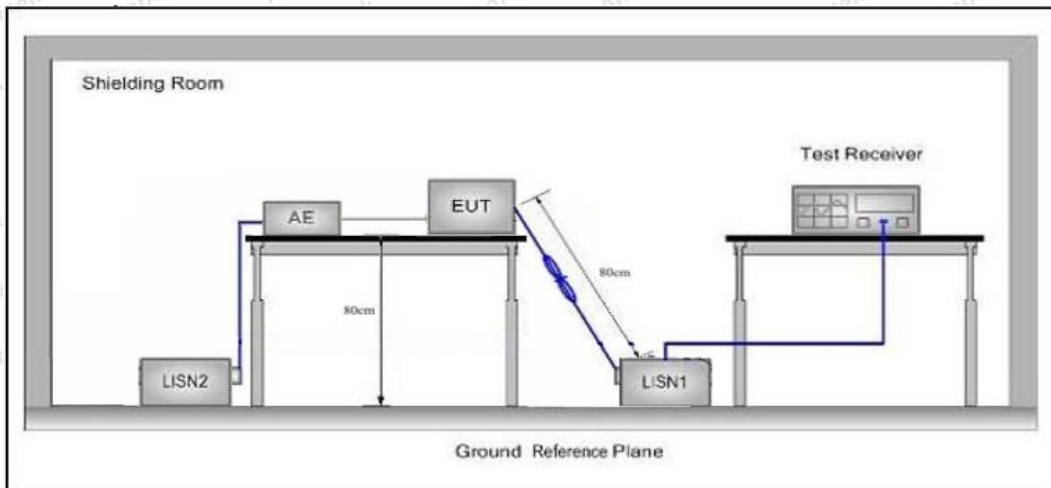 Shielding Room
Test Receiver
EUT
AE
80cm
80cm
LISN2
LISN1
Ground Reference Plane